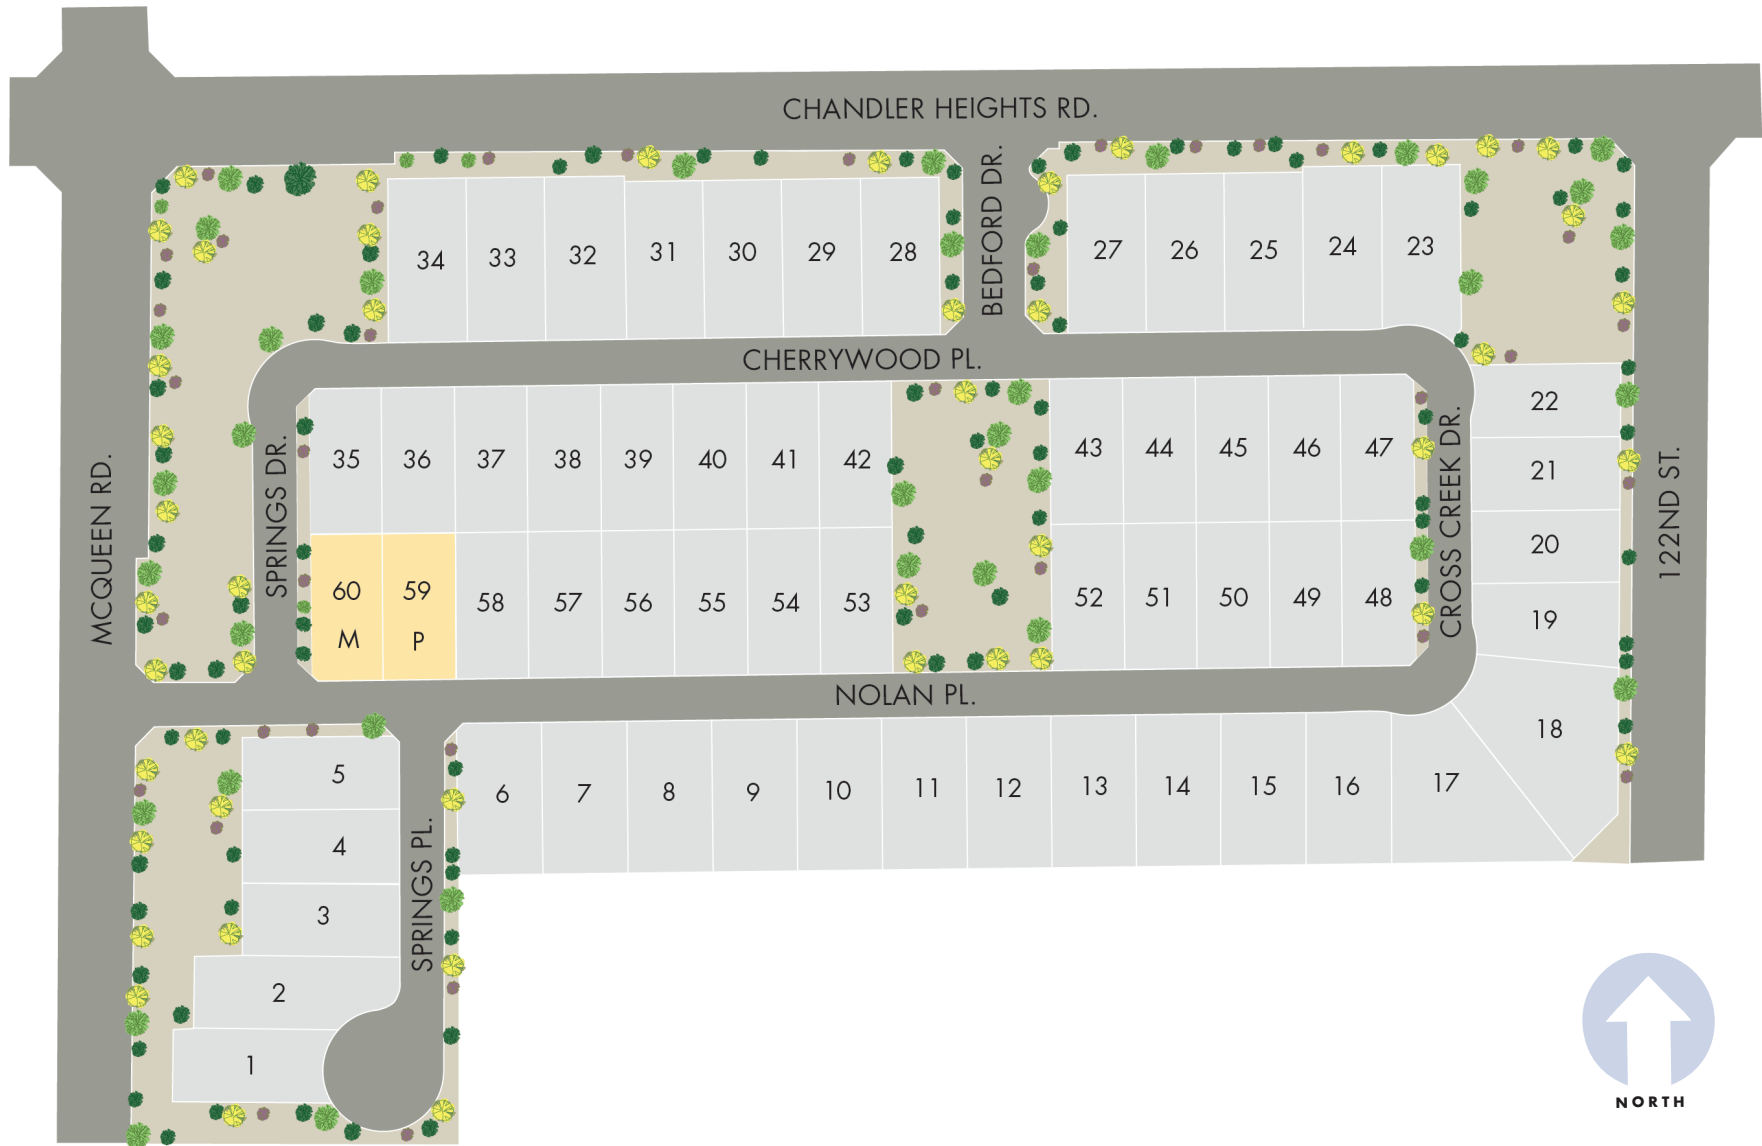 CHANDLER HEIGHTS RD.
BEDFORD DR.
34 33 32 31 30 29 28
27 26 25 24 23
CHERRYWOOD PL.
MCQUEEN RD.
SPRINGS DR.
35 36 37 38 39 40 41 42
43 44 45 46 47
CROSS CREEK DR.
22
21
20
19
18
122ND ST.
60 59 58 57 56 55 54 53
M P
52 51 50 49 48
NOLAN PL.
5
4
3
2
1
SPRINGS PL.
6 7 8 9 10 11 12 13 14 15 16 17
NORTH